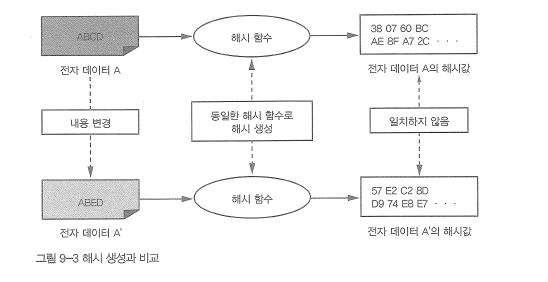 ABCD
해시 함수
38 07 60 BC
AE 8F A7 2C · · ·
전자 데이터 A
전자 데이터 A의 해시값
내용 변경
동일한 해시 함수로
해시 생성
일치하지 않음
ABED
해시 함수
57 E2 C2 8D
D9 74 E8 E7 · · ·
전자 데이터 A'
전자 데이터 A'의 해시값
그림 9-3 해시 생성과 비교